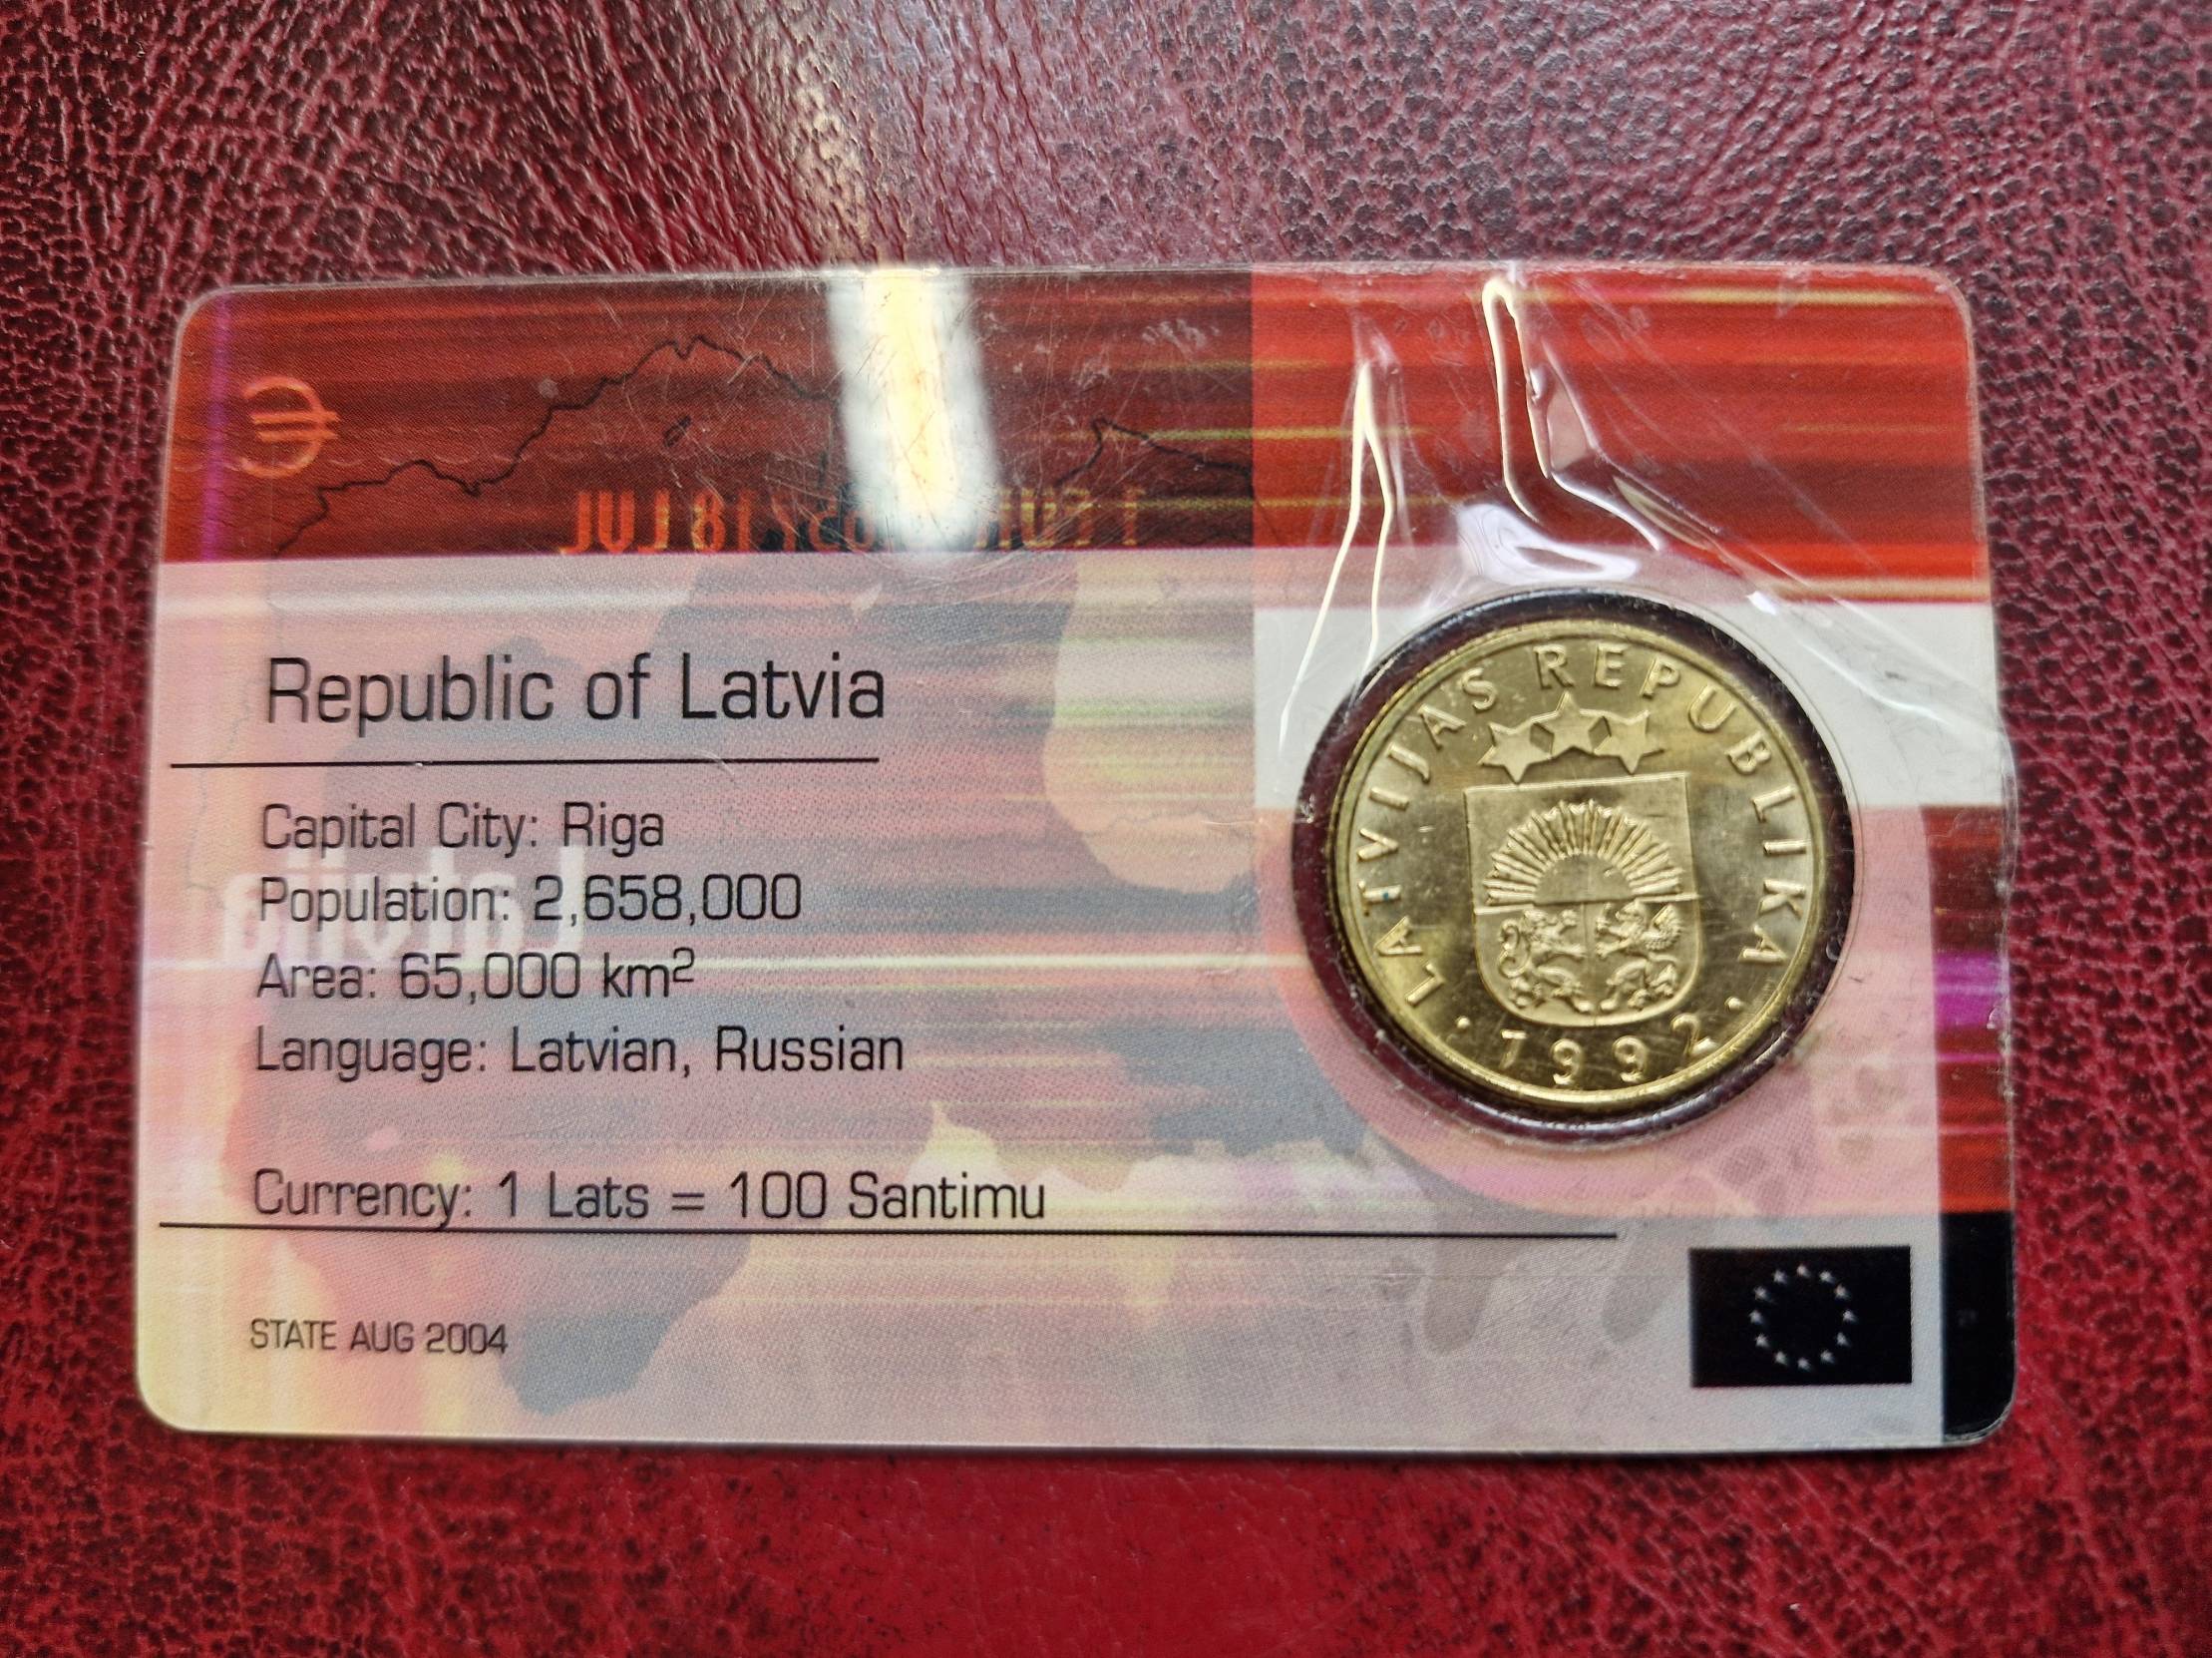 €
Republic of Latvia
Capital City: Riga
Population: 2,658,000
Area: 65,000 km²
Language: Latvian, Russian
Currency: 1 Lats = 100 Santimu
STATE AUG 2004
Latvija
LATVIJAS REPUBLIKA
· 1992 ·